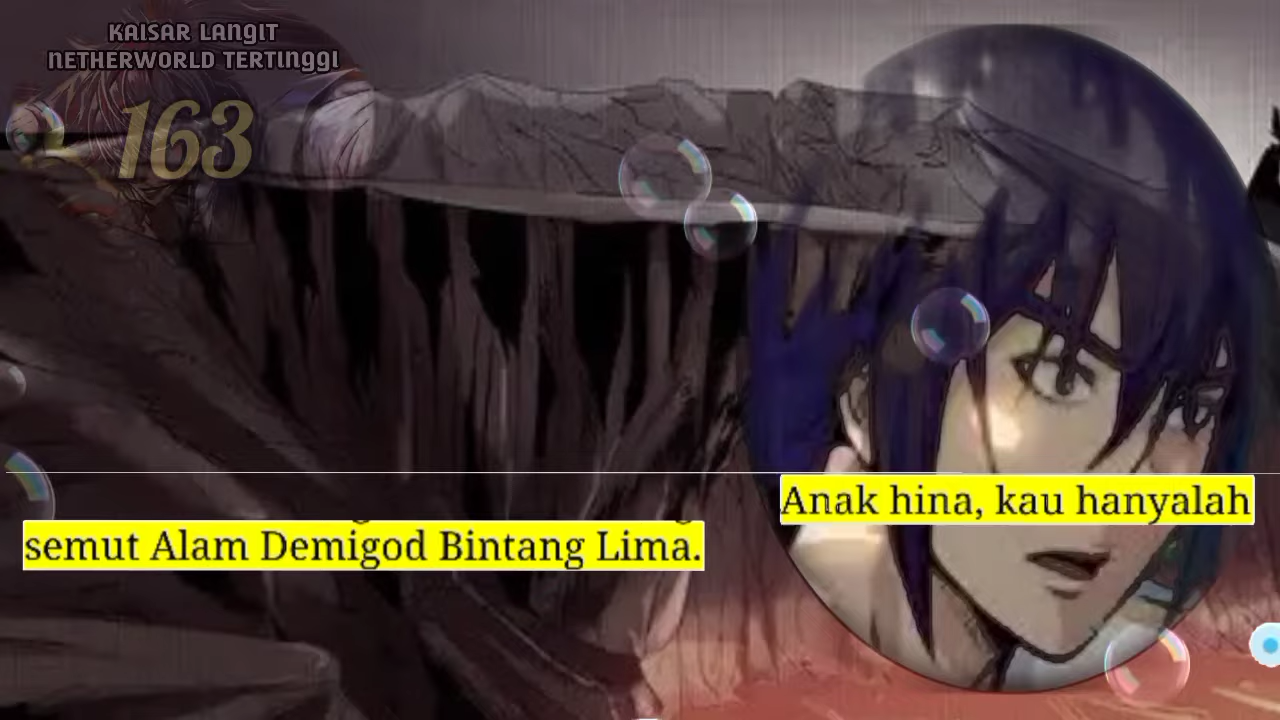 KAISAR LANGIT
NETHERWORLD TERTINGGI
163
Anak hina, kau hanyalah
semut Alam Demigod Bintang Lima.